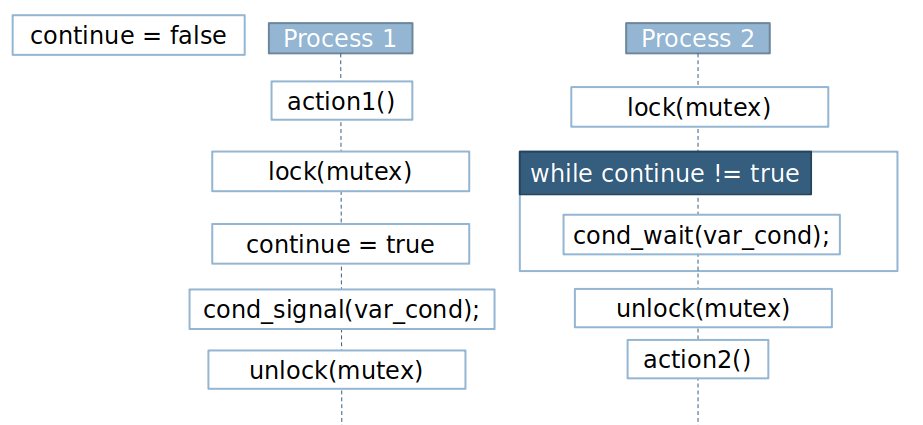 continue = false
Process 1
action1()
lock(mutex)
continue = true
cond_signal(var_cond);
unlock(mutex)
Process 2
lock(mutex)
while continue != true
cond_wait(var_cond);
unlock(mutex)
action2()